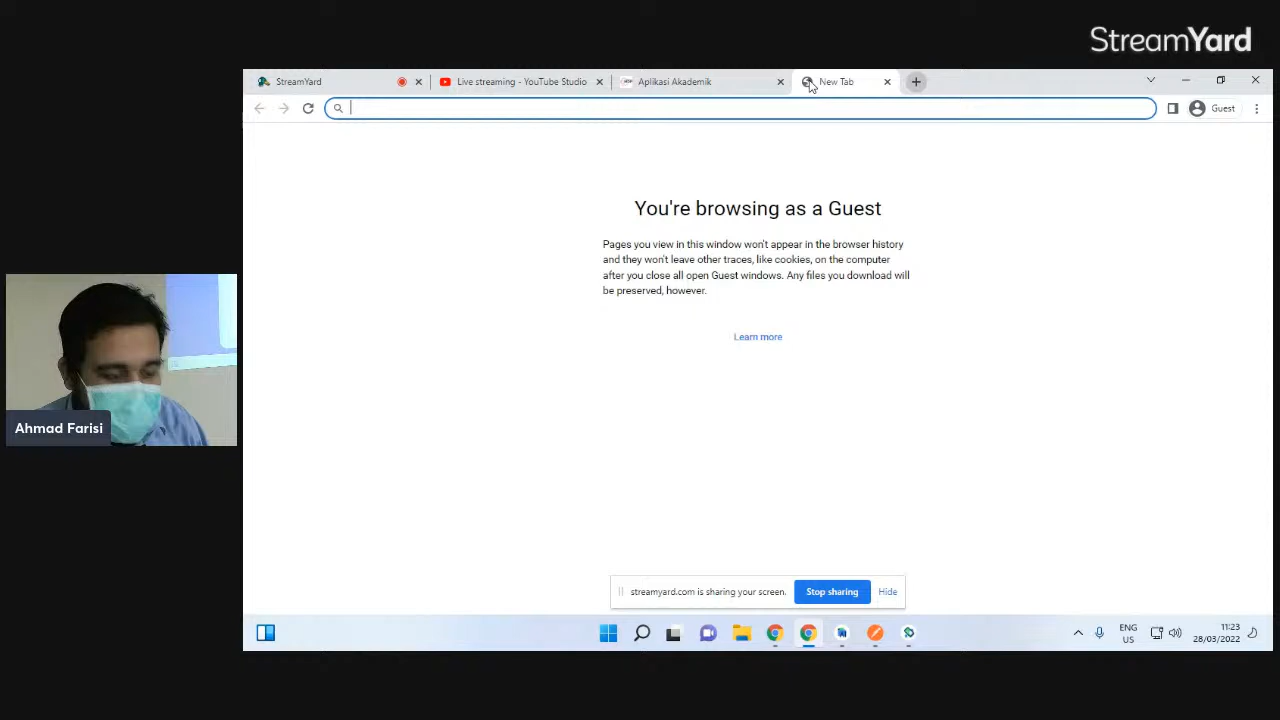 StreamYard
StreamYard
Live streaming - YouTube Studio
Aplikasi Akademik
New Tab
Guest
You're browsing as a Guest
Pages you view in this window won't appear in the browser history
and they won't leave other traces, like cookies, on the computer
after you close all open Guest windows. Any files you download will
be preserved, however.
Learn more
Ahmad Farisi
streamyard.com is sharing your screen.
Stop sharing
Hide
ENG
US
11:23
28/03/2022